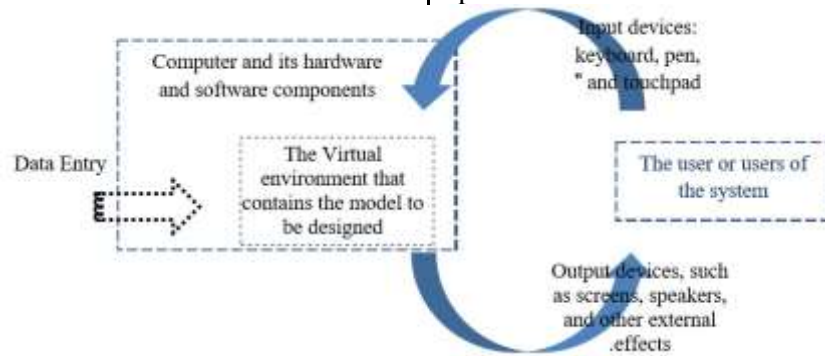 Input devices:
keyboard, pen,
" and touchpad
Computer and its hardware
and software components
Data Entry
The Virtual
environment that
contains the model to
be designed
The user or users of
the system
Output devices, such
as screens, speakers,
and other external
.effects